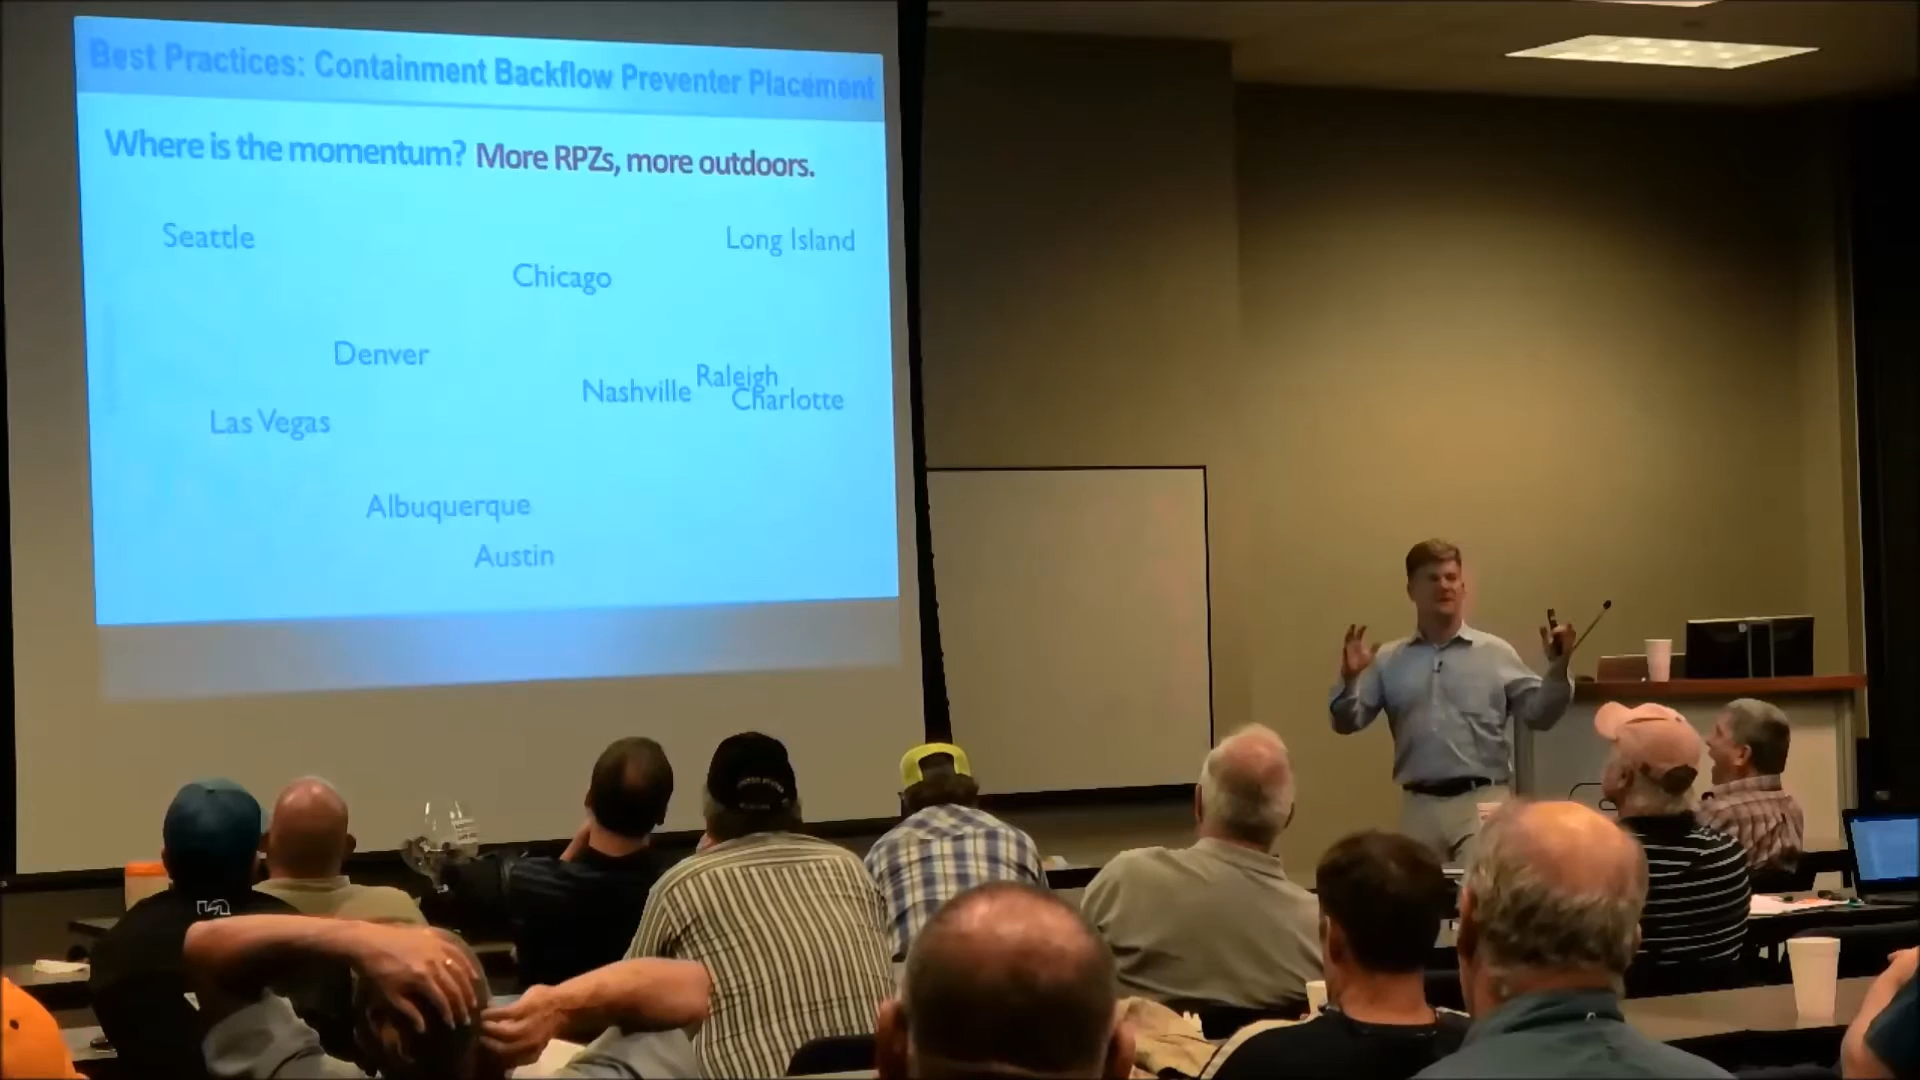 Best Practices: Containment Backflow Preventer Placement
Where is the momentum? More RPZs, more outdoors.
Seattle
Long Island
Chicago
Denver
Raleigh
Nashville
Charlotte
Las Vegas
Albuquerque
Austin